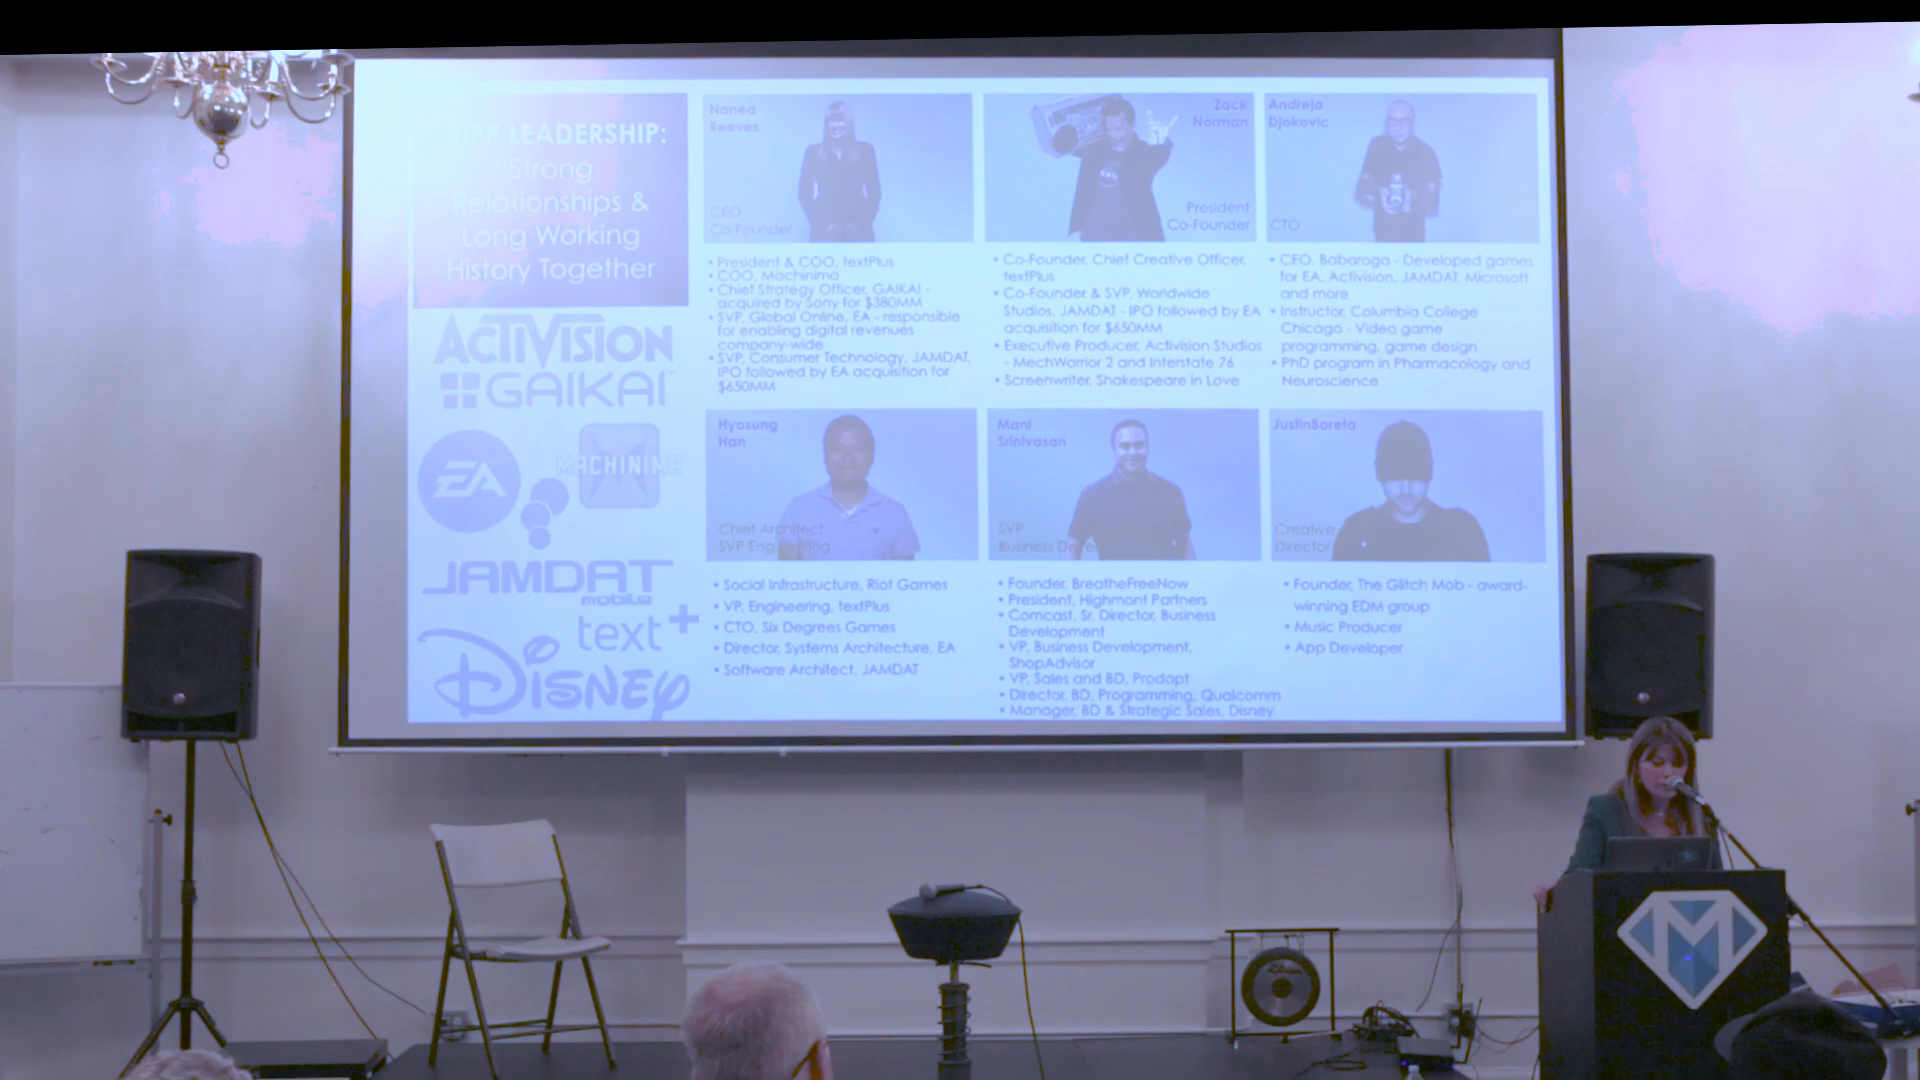 LEADERSHIP:
Strong
Relationships &
Long Working
History Together
ACTIVISION
GAIKAI
EA
MACHINIMA
JAMDAT
mobile
text+
DISNEY
Nanea
Reeves
CEO
Co-Founder
• President & COO, textPlus
• COO, Machinima
• Chief Strategy Officer, GAIKAI -
acquired by Sony for $380MM
• SVP, Global Online, EA - responsible
for enabling digital revenues
company-wide
• SVP, Consumer Technology, JAMDAT,
IPO followed by EA acquisition for
$650MM
Zack
Norman
President
Co-Founder
• Co-Founder, Chief Creative Officer,
textPlus
• Co-Founder & SVP, Worldwide
Studios, JAMDAT - IPO followed by EA
acquisition for $650MM
• Executive Producer, Activision Studios
- MechWarrior 2 and Interstate 76
• Screenwriter, Shakespeare in Love
Andreja
Djokovic
CTO
• CEO, Babaroga - Developed games
for EA, Activision, JAMDAT, Microsoft
and more
• Instructor, Columbia College
Chicago - Video game
programming, game design
• PhD program in Pharmacology and
Neuroscience
Hyosung
Han
Chief Architect
SVP Engineering
• Social Infrastructure, Riot Games
• VP, Engineering, textPlus
• CTO, Six Degrees Games
• Director, Systems Architecture, EA
• Software Architect, JAMDAT
Mani
Srinivasan
SVP
Business
• Founder, BreatheFreeNow
• President, Highmont Partners
• Comcast, Sr. Director, Business
Development
• VP, Business Development,
ShopAdvisor
• VP, Sales and BD, Prodapt
• Director, BD, Programming, Qualcomm
• Manager, BD & Strategic Sales, Disney
JustinBoreta
Creative
Director
• Founder, The Glitch Mob - award-
winning EDM group
• Music Producer
• App Developer
M